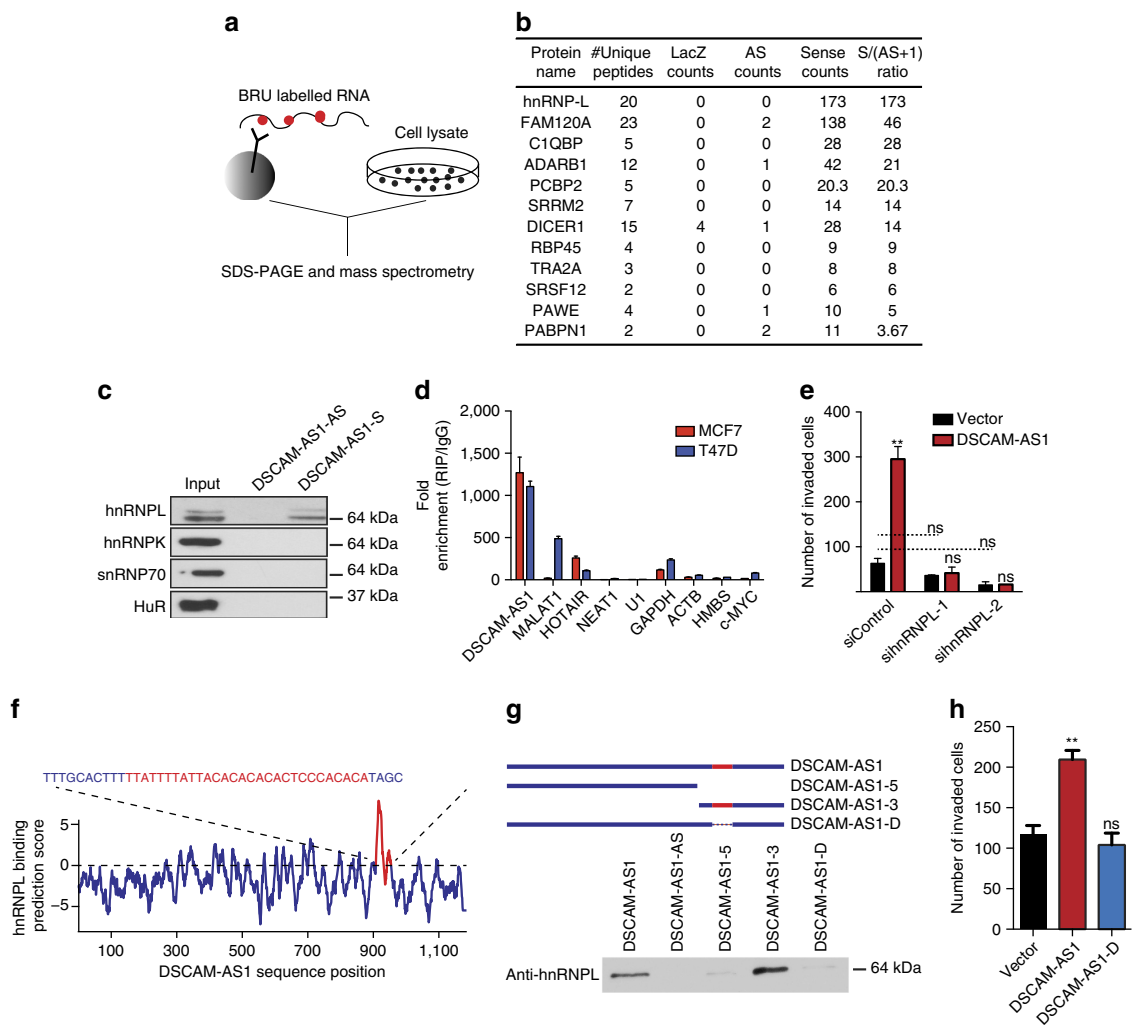 a
BRU labelled RNA
Cell lysate
SDS-PAGE and mass spectrometry
b
Protein name #Unique peptides LacZ counts AS counts Sense counts S/(AS+1) ratio
hnRNP-L 20 0 0 173 173
FAM120A 23 0 2 138 46
C1QBP 5 0 0 28 28
ADARB1 12 0 1 42 21
PCBP2 5 0 0 20.3 20.3
SRRM2 7 0 0 14 14
DICER1 15 4 1 28 14
RBP45 4 0 0 9 9
TRA2A 3 0 0 8 8
SRSF12 2 0 0 6 6
PAWE 4 0 1 10 5
PABPN1 2 0 2 11 3.67
c
Input DSCAM-AS1-AS DSCAM-AS1-S
hnRNPL 64 kDa
hnRNPK 64 kDa
snRNP70 64 kDa
HuR 37 kDa
d
Fold enrichment (RIP/IgG)
2,000
1,500
1,000
500
0
MCF7
T47D
DSCAM-AS1 MALAT1 HOTAIR NEAT1 U1 GAPDH ACTB HMBS c-MYC
e
Number of invaded cells
400
300
200
100
Vector
DSCAM-AS1
**
ns
ns
ns
ns
siControl sihnRNPL-1 sihnRNPL-2
f
TTTGCACTTTTTATTTTATTACACACACACTCCCACACATAGC
hnRNPL binding prediction score
5
0
−5
100 300 500 700 900 1,100
DSCAM-AS1 sequence position
g
DSCAM-AS1
DSCAM-AS1-5
DSCAM-AS1-3
DSCAM-AS1-D
DSCAM-AS1 DSCAM-AS1-AS DSCAM-AS1-5 DSCAM-AS1-3 DSCAM-AS1-D
Anti-hnRNPL 64 kDa
h
Number of invaded cells
250
200
150
100
50
0
**
ns
Vector DSCAM-AS1 DSCAM-AS1-D